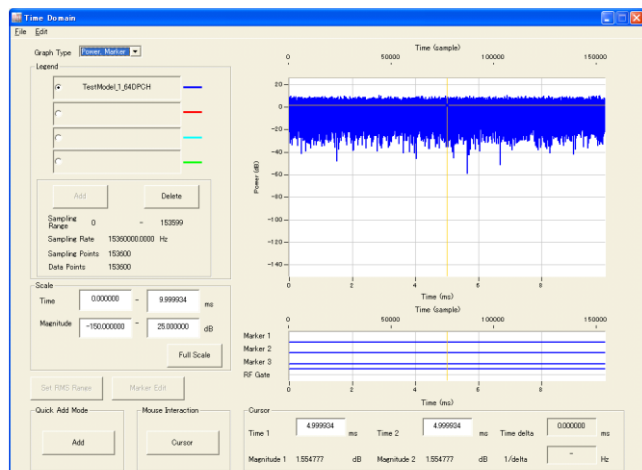 Time Domain
File Edit
Graph Type Power, Marker
Legend
TestModel_1_64DPCH
Add Delete
Sampling Range 0 - 153599
Sampling Rate 15360000.0000 Hz
Sampling Points 153600
Data Points 153600
Scale
Time 0.000000 - 9.999934 ms
Magnitude -150.000000 - 25.000000 dB
Full Scale
Set RMS Range Marker Edit
Quick Add Mode Mouse Interaction
Add Cursor
Time (sample)
0 50000 100000 150000
Power (dB)
20
0
-20
-40
-60
-80
-100
-120
-140
0 2 4 6 8
Time (ms)
Time (sample)
0 50000 100000 150000
Marker 1
Marker 2
Marker 3
RF Gate
0 2 4 6 8
Time (ms)
Cursor
Time 1 4.999934 ms Time 2 4.999934 ms Time delta 0.000000 ms
Magnitude 1 1.554777 dB Magnitude 2 1.554777 dB 1/delta - Hz